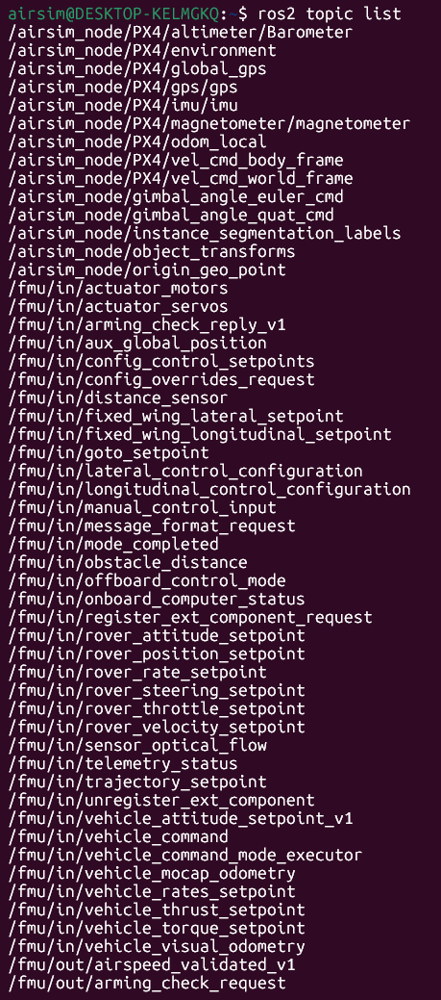 airsim@DESKTOP-KELMGKQ:~$ ros2 topic list
/airsim_node/PX4/altimeter/Barometer
/airsim_node/PX4/environment
/airsim_node/PX4/global_gps
/airsim_node/PX4/gps/gps
/airsim_node/PX4/imu/imu
/airsim_node/PX4/magnetometer/magnetometer
/airsim_node/PX4/odom_local
/airsim_node/PX4/vel_cmd_body_frame
/airsim_node/PX4/vel_cmd_world_frame
/airsim_node/gimbal_angle_euler_cmd
/airsim_node/gimbal_angle_quat_cmd
/airsim_node/instance_segmentation_labels
/airsim_node/object_transforms
/airsim_node/origin_geo_point
/fmu/in/actuator_motors
/fmu/in/actuator_servos
/fmu/in/arming_check_reply_v1
/fmu/in/aux_global_position
/fmu/in/config_control_setpoints
/fmu/in/config_overrides_request
/fmu/in/distance_sensor
/fmu/in/fixed_wing_lateral_setpoint
/fmu/in/fixed_wing_longitudinal_setpoint
/fmu/in/goto_setpoint
/fmu/in/lateral_control_configuration
/fmu/in/longitudinal_control_configuration
/fmu/in/manual_control_input
/fmu/in/message_format_request
/fmu/in/mode_completed
/fmu/in/obstacle_distance
/fmu/in/offboard_control_mode
/fmu/in/onboard_computer_status
/fmu/in/register_ext_component_request
/fmu/in/rover_attitude_setpoint
/fmu/in/rover_position_setpoint
/fmu/in/rover_rate_setpoint
/fmu/in/rover_steering_setpoint
/fmu/in/rover_throttle_setpoint
/fmu/in/rover_velocity_setpoint
/fmu/in/sensor_optical_flow
/fmu/in/telemetry_status
/fmu/in/trajectory_setpoint
/fmu/in/unregister_ext_component
/fmu/in/vehicle_attitude_setpoint_v1
/fmu/in/vehicle_command
/fmu/in/vehicle_command_mode_executor
/fmu/in/vehicle_mocap_odometry
/fmu/in/vehicle_rates_setpoint
/fmu/in/vehicle_thrust_setpoint
/fmu/in/vehicle_torque_setpoint
/fmu/in/vehicle_visual_odometry
/fmu/out/airspeed_validated_v1
/fmu/out/arming_check_request